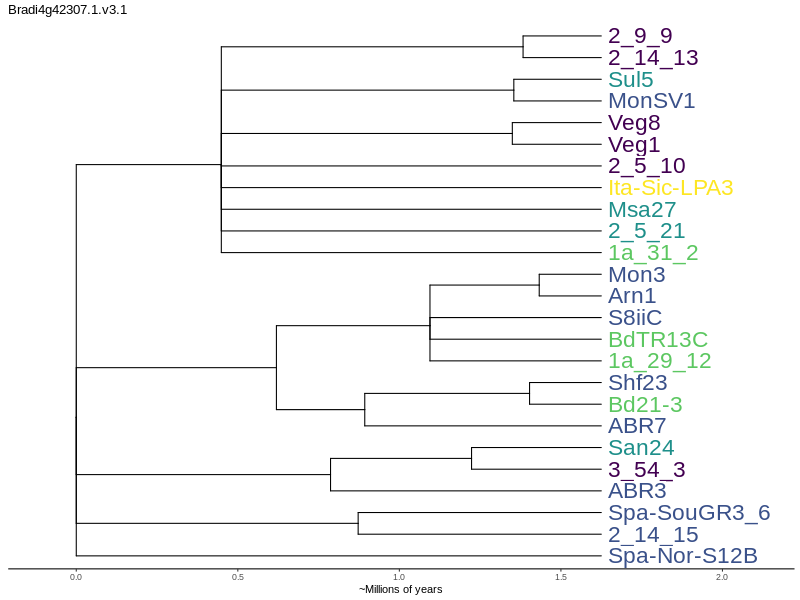 Bradi4g42307.1.v3.1
2_9_9
2_14_13
Sul5
MonSV1
Veg8
Veg1
2_5_10
Ita-Sic-LPA3
Msa27
2_5_21
1a_31_2
Mon3
Arn1
S8iiC
BdTR13C
1a_29_12
Shf23
Bd21-3
ABR7
San24
3_54_3
ABR3
Spa-SouGR3_6
2_14_15
Spa-Nor-S12B
0.0 0.5 1.0 1.5 2.0
~Millions of years